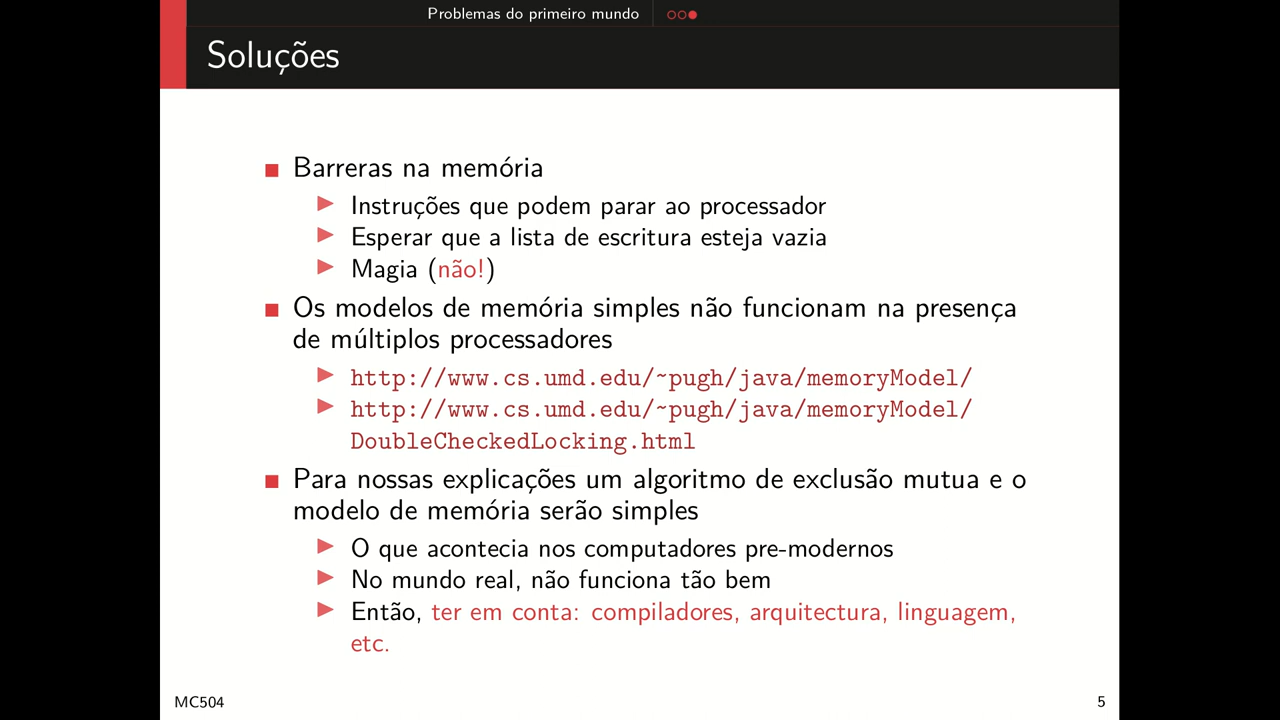 Problemas do primeiro mundo
Soluções
Barreras na memória
Instruções que podem parar ao processador
Esperar que a lista de escritura esteja vazia
Magia (não!)
Os modelos de memória simples não funcionam na presença
de múltiplos processadores
http://www.cs.umd.edu/~pugh/java/memoryModel/
http://www.cs.umd.edu/~pugh/java/memoryModel/
DoubleCheckedLocking.html
Para nossas explicações um algoritmo de exclusão mutua e o
modelo de memória serão simples
O que acontecia nos computadores pre-modernos
No mundo real, não funciona tão bem
Então, ter em conta: compiladores, arquitectura, linguagem,
etc.
MC504
5